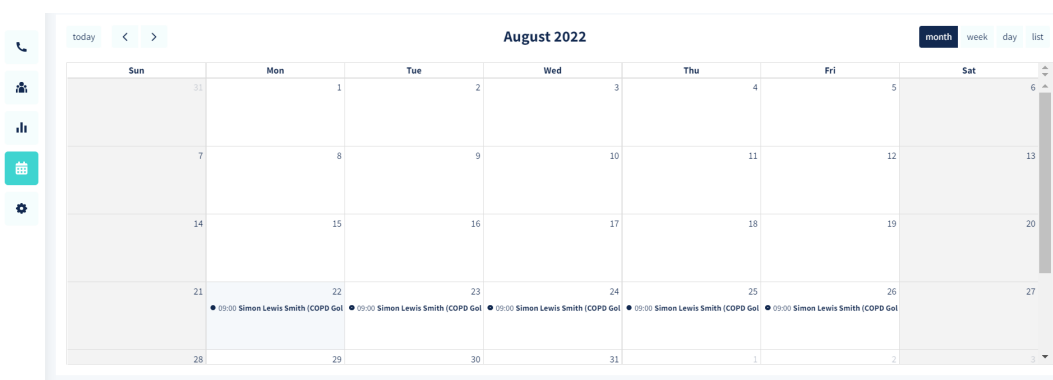 today
August 2022
month week day list
Sun Mon Tue Wed Thu Fri Sat
31 1 2 3 4 5 6
7 8 9 10 11 12 13
14 15 16 17 18 19 20
21 22 23 24 25 26 27
09:00 Simon Lewis Smith (COPD Gol 09:00 Simon Lewis Smith (COPD Gol 09:00 Simon Lewis Smith (COPD Gol 09:00 Simon Lewis Smith (COPD Gol 09:00 Simon Lewis Smith (COPD Gol
28 29 30 31 1 2 3